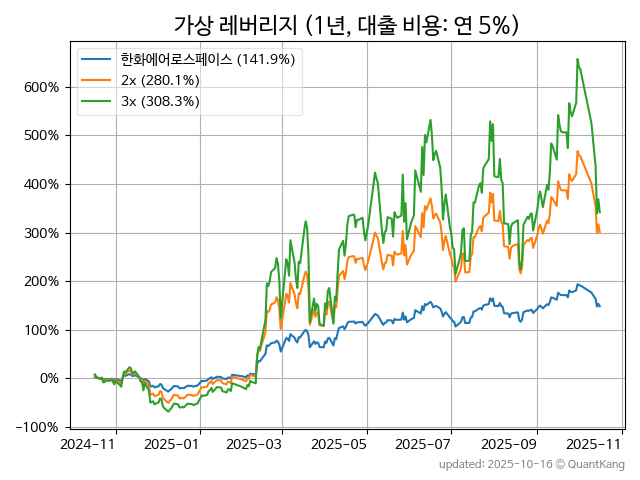 가상 레버리지 (1년, 대출 비용: 연 5%)
한화에어로스페이스 (141.9%)
2x (280.1%)
3x (308.3%)
600%
500%
400%
300%
200%
100%
0%
−100%
2024-11 2025-01 2025-03 2025-05 2025-07 2025-09 2025-11
updated: 2025-10-16 © QuantKang